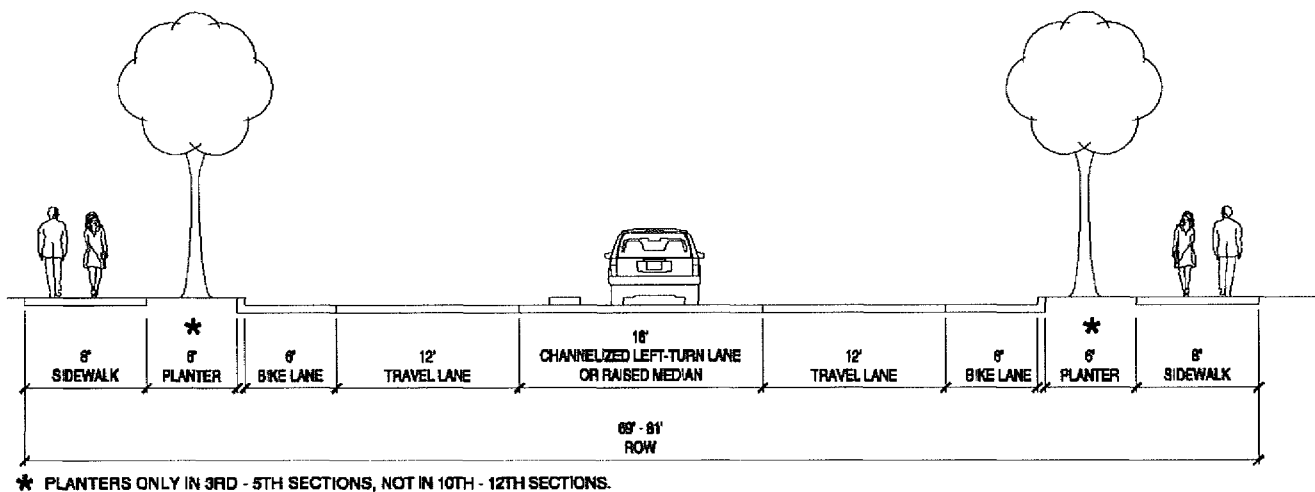 8'
SIDEWALK
*
6'
PLANTER
6'
BIKE LANE
12'
TRAVEL LANE
16'
CHANNELIZED LEFT-TURN LANE
OR RAISED MEDIAN
12'
TRAVEL LANE
6'
BIKE LANE
*
6'
PLANTER
8'
SIDEWALK
69' - 81'
ROW
* PLANTERS ONLY IN 3RD - 5TH SECTIONS, NOT IN 10TH - 12TH SECTIONS.